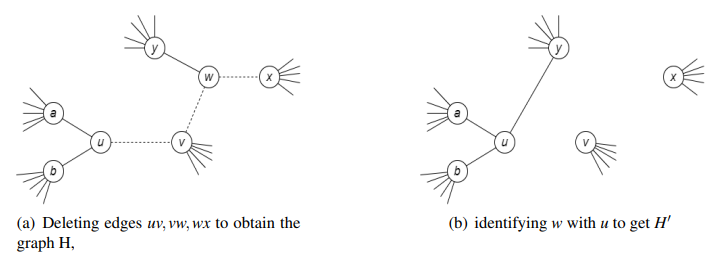 y
w
x
a
u
v
b
y
x
a
u
v
b
(a) Deleting edges uv, vw, wx to obtain the
graph H,
(b) identifying w with u to get H′